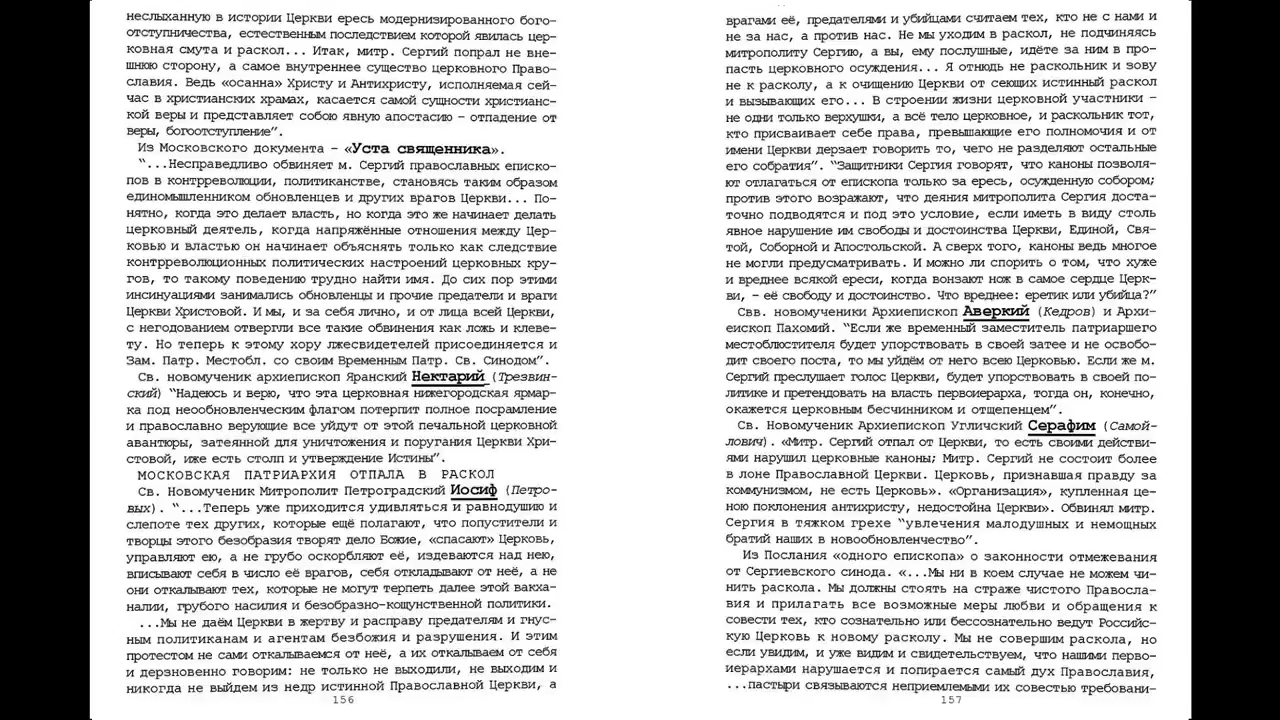 неслыханную в истории Церкви ересь модернизированного бого-
отступничества, естественным последствием которой явилась цер-
ковная смута и раскол... Итак, митр. Сергий попрал не вне-
шнюю сторону, а самое внутреннее существо церковного Право-
славия. Ведь «осанна» Христу и Антихристу, исполняемая сей-
час в христианских храмах, касается самой сущности христианс-
кой веры и представляет собою явную апостасию – отпадение от
веры, богоотступление”.
Из Московского документа – «Уста священника».
“...Несправедливо обвиняет м. Сергий православных еписко-
пов в контрреволюции, политиканстве, становясь таким образом
единомышленником обновленцев и других врагов Церкви... По-
нятно, когда это делает власть, но когда это же начинает делать
церковный деятель, когда напряжённые отношения между Цер-
ковью и властью он начинает объяснять только как следствие
контрреволюционных политических настроений церковных кру-
гов, то такому поведению трудно найти имя. До сих пор этими
инсинуациями занимались обновленцы и прочие предатели и враги
Церкви Христовой. И мы, и за себя лично, и от лица всей Церкви,
с негодованием отвергли все такие обвинения как ложь и клеве-
ту. Но теперь к этому хору лжесвидетелей присоединяется и
Зам. Патр. Местобл. со своим Временным Патр. Св. Синодом”.
Св. новомученик архиепископ Яранский Нектарий (Трезвин-
ский) “Надеюсь и верю, что эта церковная нижегородская ярмар-
ка под необновленческим флагом потерпит полное посрамление
и православно верующие все уйдут от этой печальной церковной
авантюры, затеянной для уничтожения и поругания Церкви Хри-
стовой, иже есть столп и утверждение Истины”.
МОСКОВСКАЯ ПАТРИАРХИЯ ОТПАЛА В РАСКОЛ
Св. Новомученик Митрополит Петроградский Иосиф (Петро-
вых). “...Теперь уже приходится удивляться и равнодушию и
слепоте тех других, которые ещё полагают, что попустители и
творцы этого безобразия творят дело Божие, «спасают» Церковь,
управляют ею, а не грубо оскорбляют её, издеваются над нею,
вписывают себя в число её врагов, себя откладывают от неё, а не
они откалывают тех, которые не могут терпеть далее этой вакха-
налии, грубого насилия и безобразно-кощунственной политики.
...Мы не даём Церкви в жертву и расправу предателям и гнус-
ным политиканам и агентам безбожия и разрушения. И этим
протестом не сами откалываемся от неё, а их откалываем от себя
и дерзновенно говорим: не только не выходили, не выходим и
никогда не выйдем из недр истинной Православной Церкви, а
156
врагами её, предателями и убийцами считаем тех, кто не с нами и
не за нас, а против нас. Не мы уходим в раскол, не подчиняясь
митрополиту Сергию, а вы, ему послушные, идёте за ним в про-
пасть церковного осуждения... Я отнюдь не раскольник и зову
не к расколу, а к очищению Церкви от сеющих истинный раскол
и вызывающих его... В строении жизни церковной участники –
не одни только верхушки, а всё тело церковное, и раскольник тот,
кто присваивает себе права, превышающие его полномочия и от
имени Церкви дерзает говорить то, чего не разделяют остальные
его собратия”. “Защитники Сергия говорят, что каноны позволя-
ют отлагаться от епископа только за ересь, осужденную собором;
против этого возражают, что деяния митрополита Сергия доста-
точно подводятся и под это условие, если иметь в виду столь
явное нарушение им свободы и достоинства Церкви, Единой, Свя-
той, Соборной и Апостольской. А сверх того, каноны ведь многое
не могли предусматривать. И можно ли спорить о том, что хуже
и вреднее всякой ереси, когда вонзают нож в самое сердце Церк-
ви, – её свободу и достоинство. Что вреднее: еретик или убийца?”
Свв. новомученики Архиепископ Аверкий (Кедров) и Архи-
еископ Пахомий. “Если же временный заместитель патриаршего
местоблюстителя будет упорствовать в своей затее и не освобо-
дит своего поста, то мы уйдём от него всею Церковью. Если же м.
Сергий преслушает голос Церкви, будет упорствовать в своей по-
литике и претендовать на власть первоиерарха, тогда он, конечно,
окажется церковным бесчинником и отщепенцем”.
Св. Новомученик Архиепископ Угличский Серафим (Самой-
лович). «Митр. Сергий отпал от Церкви, то есть своими действи-
ями нарушил церковные каноны; Митр. Сергий не состоит более
в лоне Православной Церкви. Церковь, признавшая правду за
коммунизмом, не есть Церковь». «Организация», купленная це-
ною поклонения антихристу, недостойна Церкви». Обвинял митр.
Сергия в тяжком грехе “увлечения малодушных и немощных
братий наших в новообновленчество”.
Из Послания «одного епископа» о законности отмежевания
от Сергиевского синода. «...Мы ни в коем случае не можем чи-
нить раскола. Мы должны стоять на страже чистого Правосла-
вия и прилагать все возможные меры любви и обращения к
совести тех, кто сознательно или бессознательно ведут Российс-
кую Церковь к новому расколу. Мы не совершим раскола, но
если увидим, и уже видим и свидетельствуем, что нашими перво-
иерархами нарушается и попирается самый дух Православия,
...пастыри связываются неприемлемыми их совестью требовани-
157